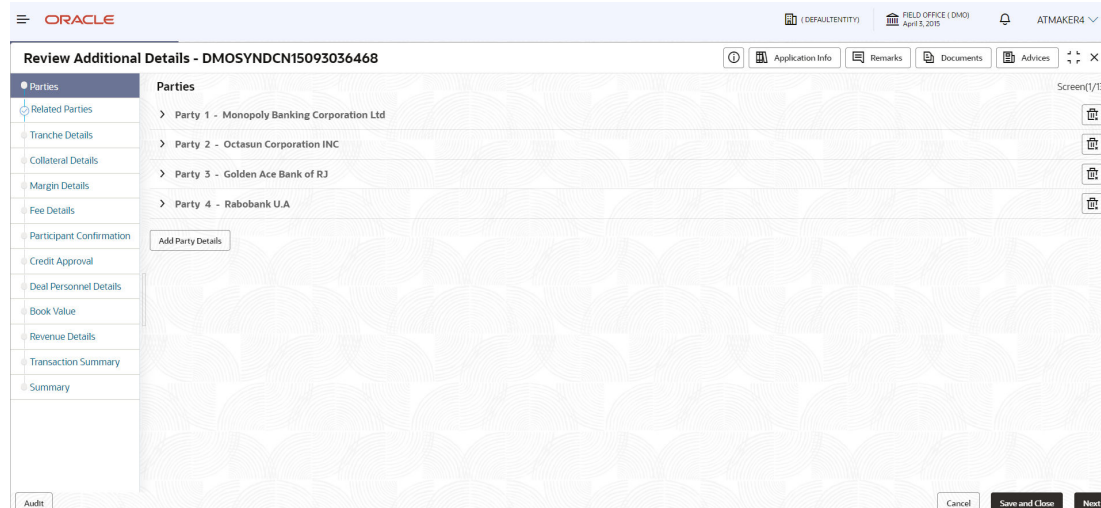 ORACLE
( DEFAULTENTITY)
FIELD OFFICE ( DMO)
April 3, 2015
ATMAKER4
Review Additional Details - DMOSYNDCN15093036468
Application Info
Remarks
Documents
Advices
Parties
Related Parties
Tranche Details
Collateral Details
Margin Details
Fee Details
Participant Confirmation
Credit Approval
Deal Personnel Details
Book Value
Revenue Details
Transaction Summary
Summary
Parties
Screen(1/13
Party 1 - Monopoly Banking Corporation Ltd
Party 2 - Octasun Corporation INC
Party 3 - Golden Ace Bank of RJ
Party 4 - Rabobank U.A
Add Party Details
Audit
Cancel
Save and Close
Next